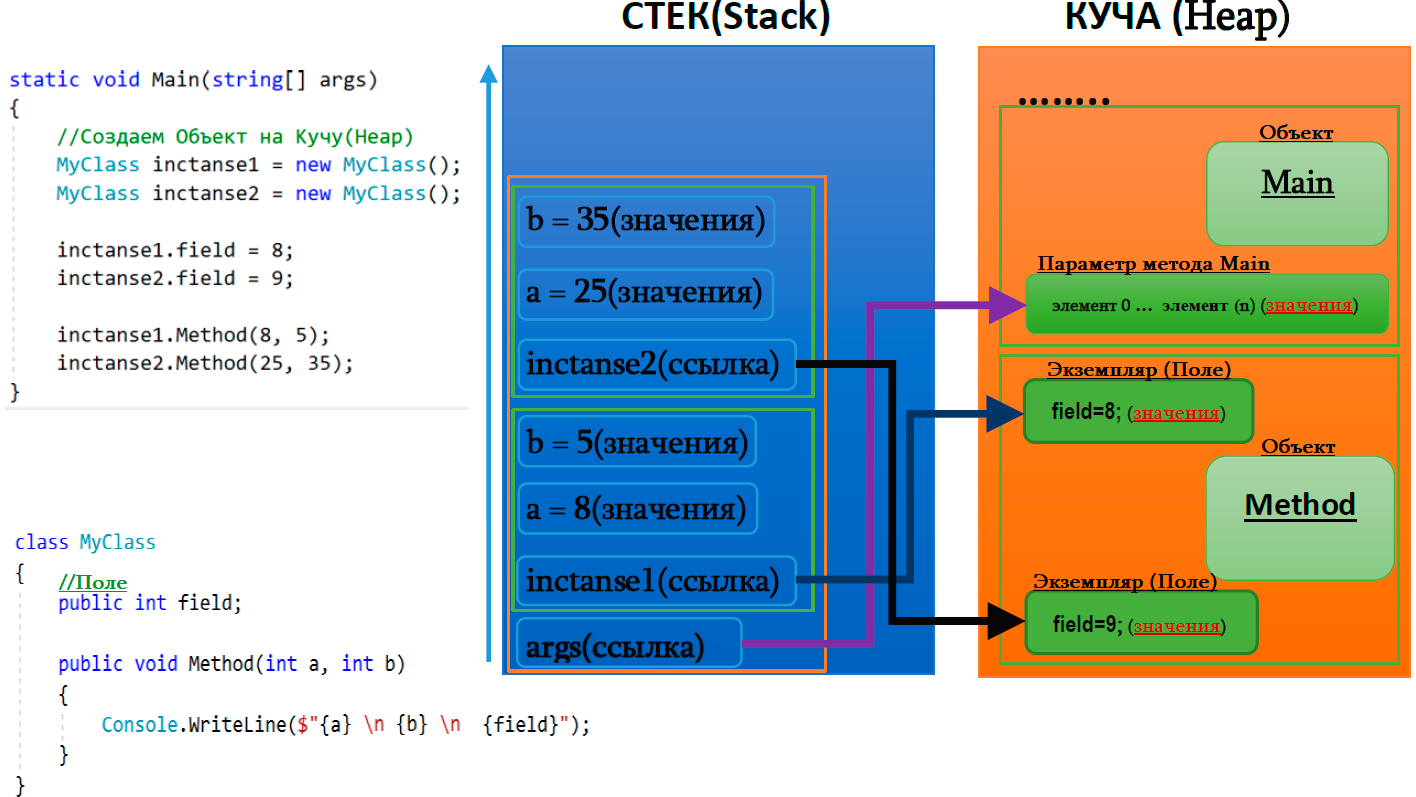 СТЕК(Stack)
КУЧА (Heap)
static void Main(string[] args)
{
//Создаем Объект на Кучу(Heap)
MyClass inctanse1 = new MyClass();
MyClass inctanse2 = new MyClass();
inctanse1.field = 8;
inctanse2.field = 9;
inctanse1.Method(8, 5);
inctanse2.Method(25, 35);
}
class MyClass
{
//Поле
public int field;
public void Method(int a, int b)
{
Console.WriteLine($"{a} \n {b} \n  {field}");
}
}
b = 35(значения)
a = 25(значения)
inctanse2(ссылка)
b = 5(значения)
a = 8(значения)
inctanse1(ссылка)
args(ссылка)
........
Объект
Main
Параметр метода Main
элемент 0 ... элемент (n) (значения)
Экземпляр (Поле)
field=8; (значения)
Объект
Method
Экземпляр (Поле)
field=9; (значения)